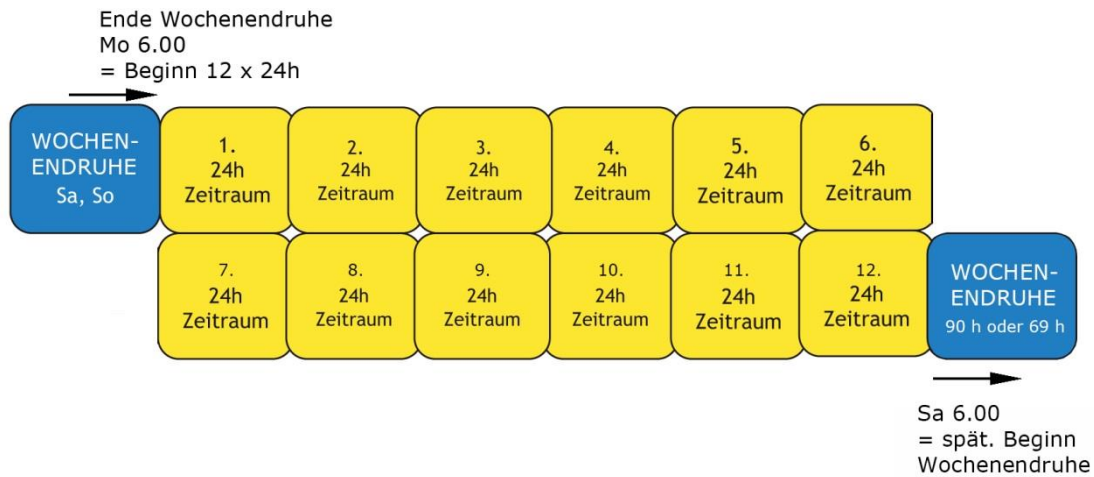 Ende Wochenendruhe
Mo 6.00
= Beginn 12 x 24h
WOCHEN-
ENDRUHE
Sa, So
1.
24h
Zeitraum
2.
24h
Zeitraum
3.
24h
Zeitraum
4.
24h
Zeitraum
5.
24h
Zeitraum
6.
24h
Zeitraum
7.
24h
Zeitraum
8.
24h
Zeitraum
9.
24h
Zeitraum
10.
24h
Zeitraum
11.
24h
Zeitraum
12.
24h
Zeitraum
WOCHEN-
ENDRUHE
90 h oder 69 h
Sa 6.00
= spät. Beginn
Wochenendruhe